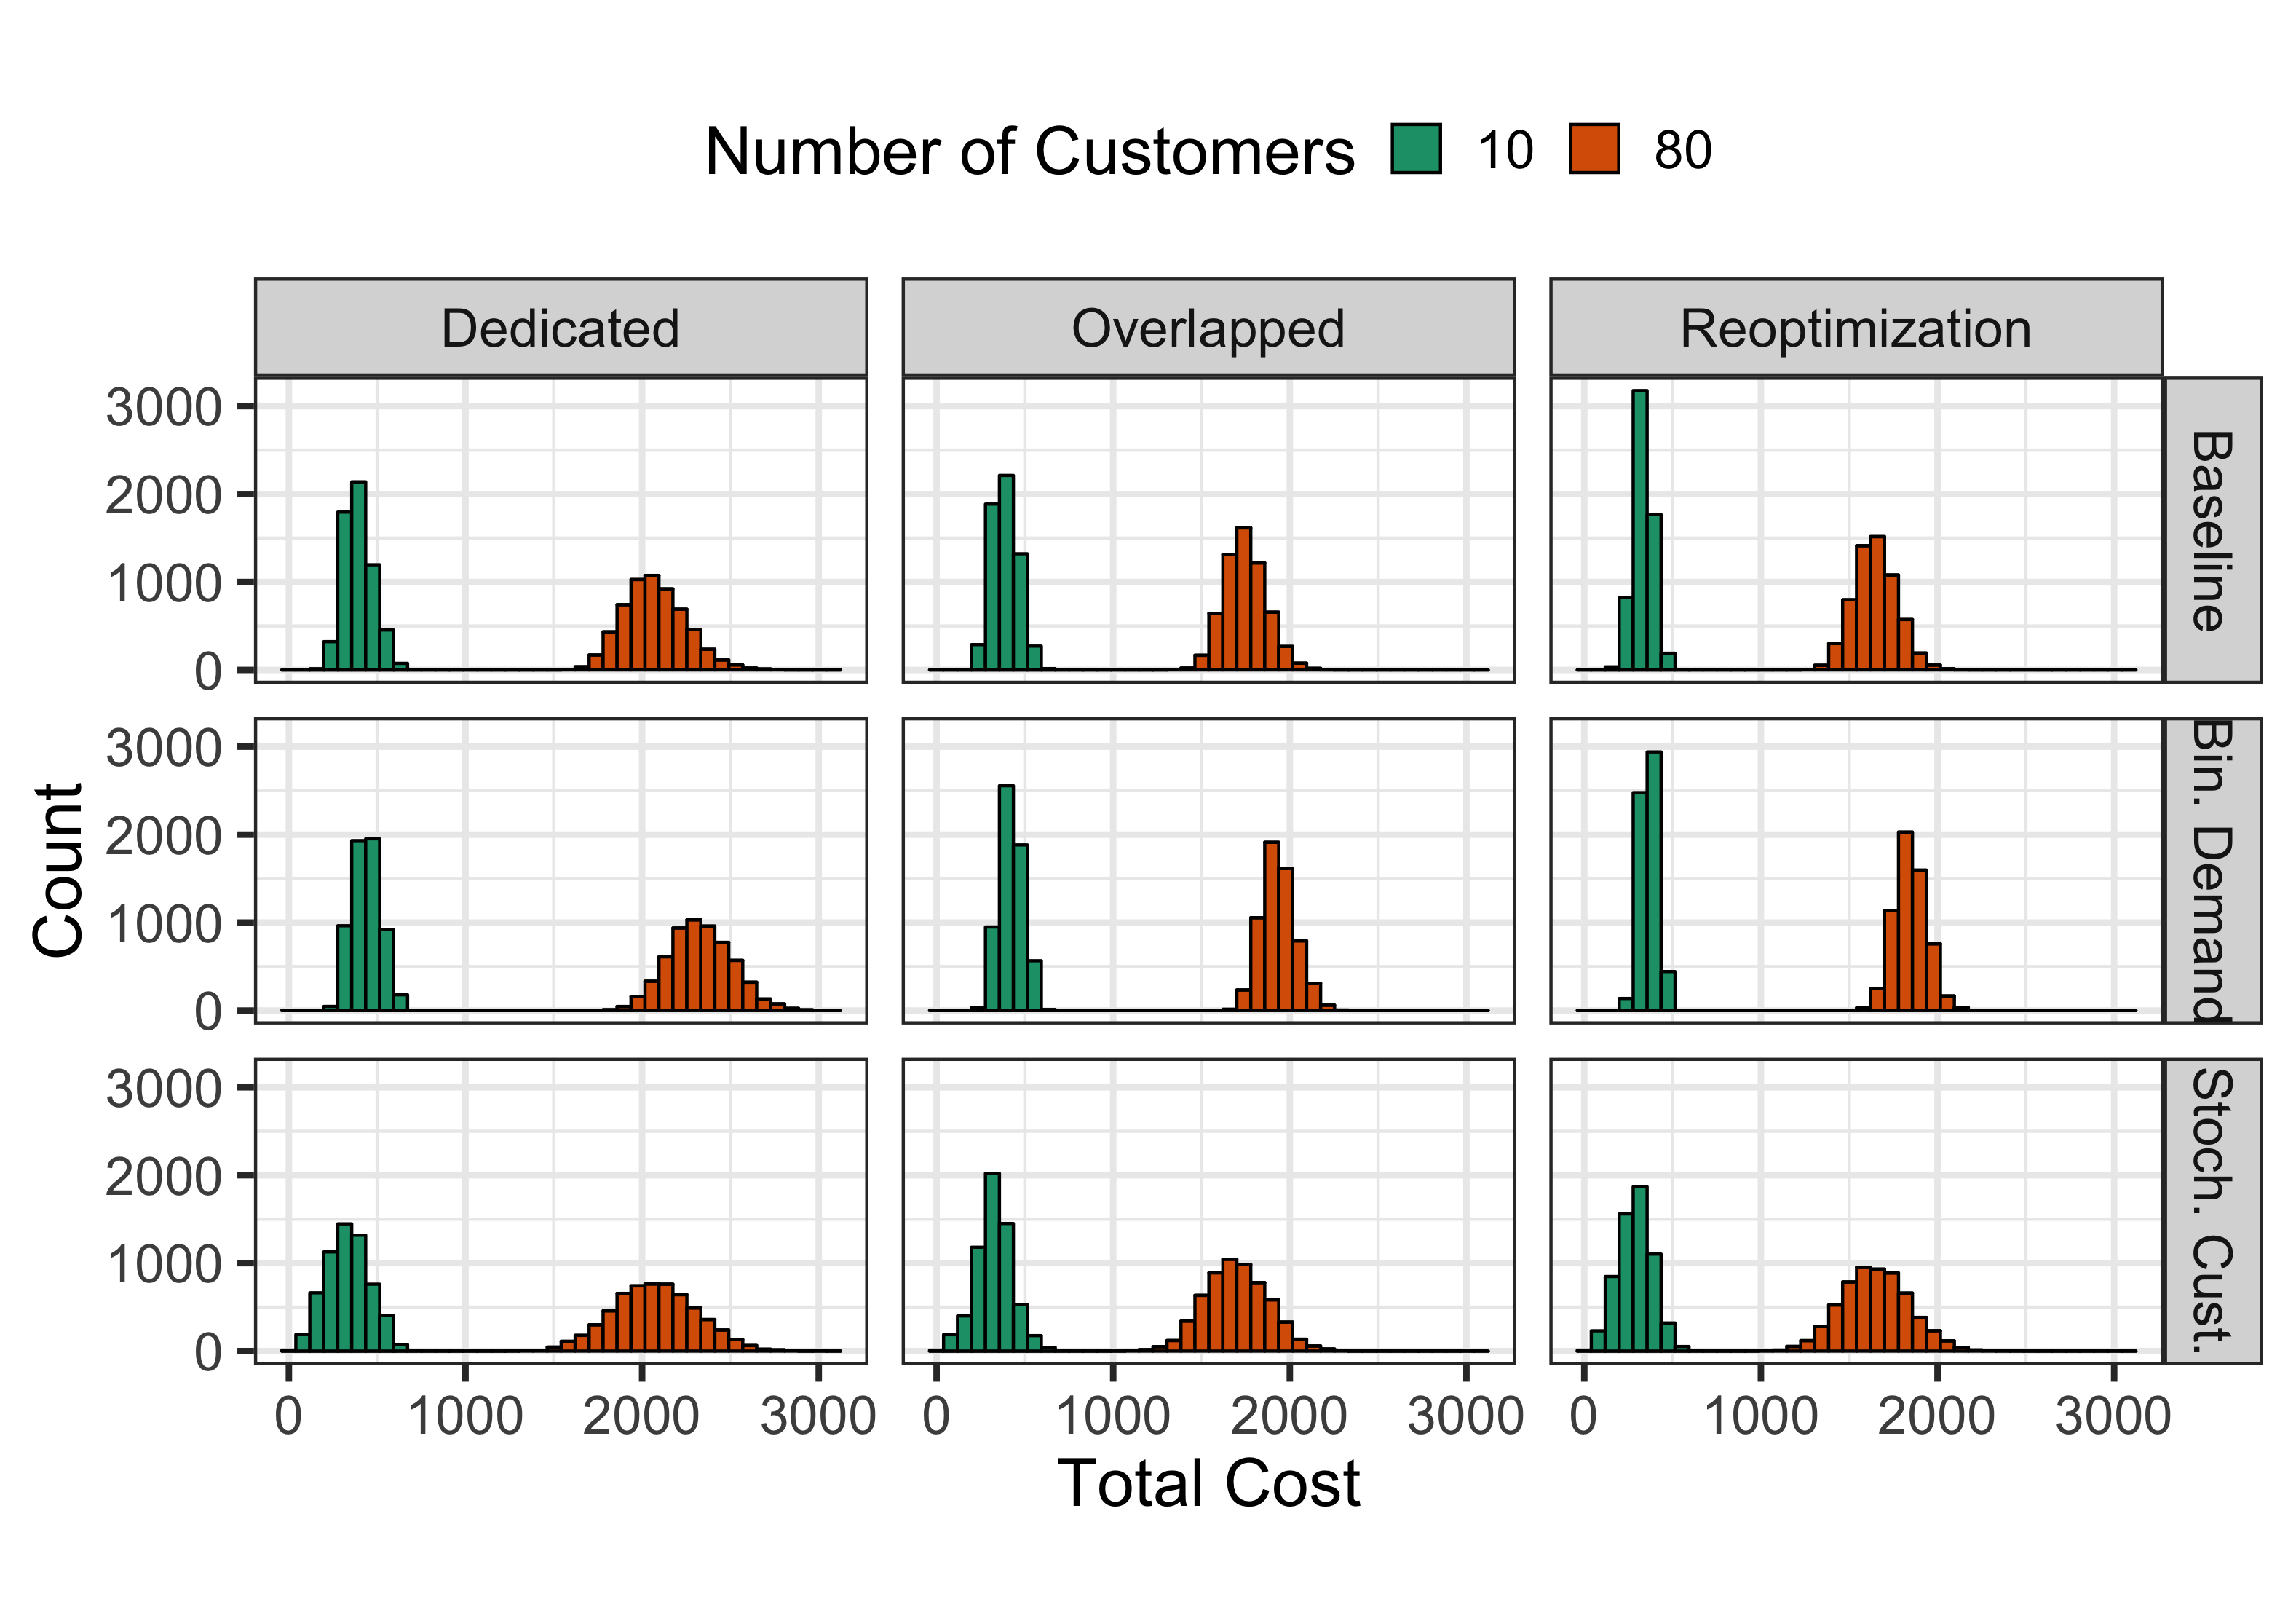 Number of Customers 10 80
Dedicated Overlapped Reoptimization
3000
2000
1000
0
Baseline
3000
2000
1000
0
Bin. Demand
3000
2000
1000
0
Stoch. Cust.
Count
0 1000 2000 3000 0 1000 2000 3000 0 1000 2000 3000
Total Cost